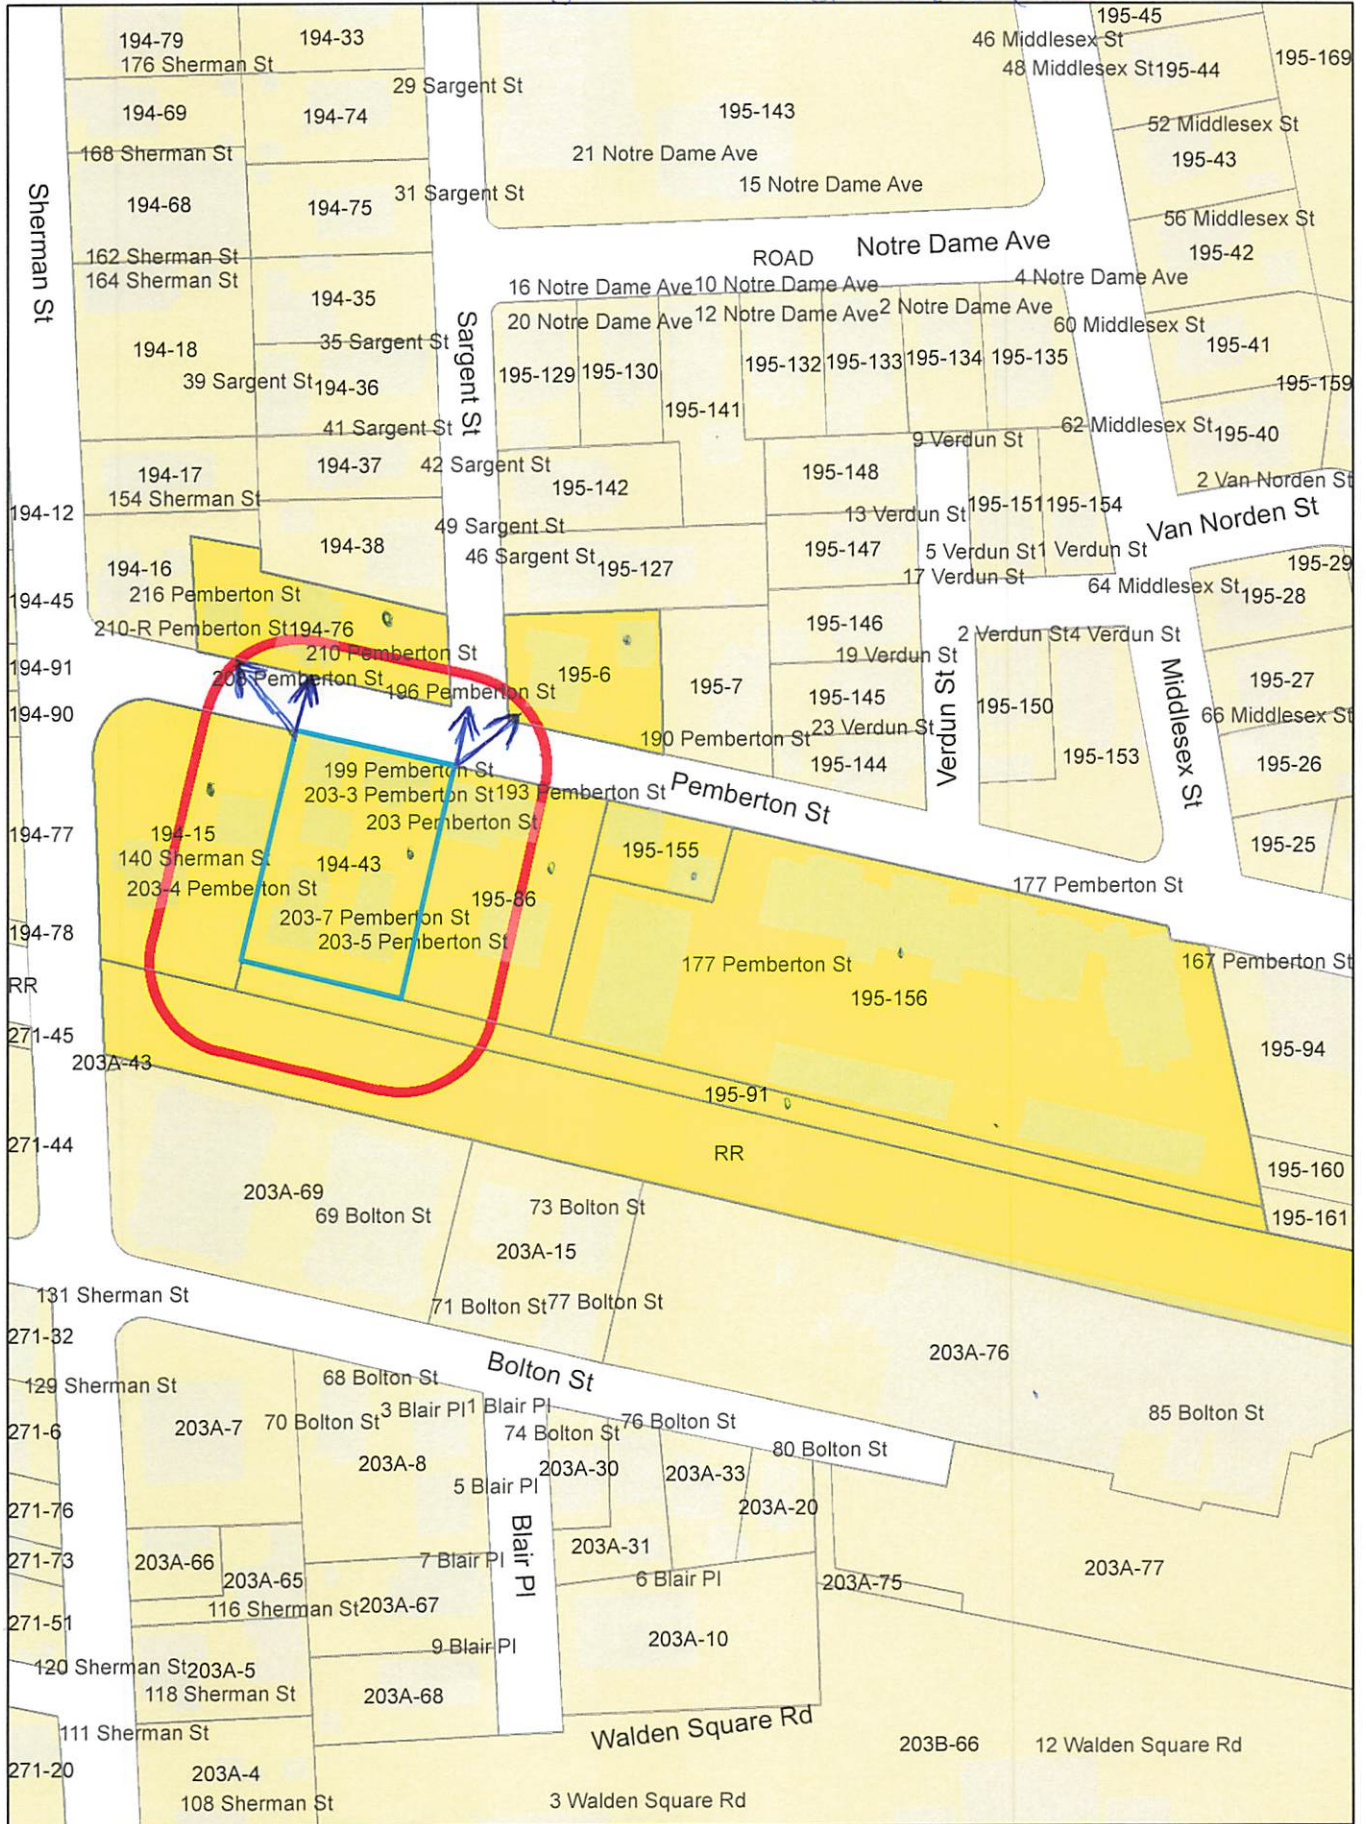 195-45
194-79
194-33
46 Middlesex St
195-169
176 Sherman St
48 Middlesex St 195-44
29 Sargent St
194-69
194-74
195-143
52 Middlesex St
168 Sherman St
21 Notre Dame Ave
195-43
15 Notre Dame Ave
31 Sargent St
194-68
194-75
56 Middlesex St
Sherman St
Notre Dame Ave
162 Sherman St
ROAD
195-42
164 Sherman St
16 Notre Dame Ave 10 Notre Dame Ave
4 Notre Dame Ave
194-35
20 Notre Dame Ave 12 Notre Dame Ave 2 Notre Dame Ave
60 Middlesex St
194-18
35 Sargent St
Sargent St
195-41
195-129 195-130
195-132 195-133 195-134 195-135
39 Sargent St 194-36
195-159
195-141
41 Sargent St
62 Middlesex St 195-40
9 Verdun St
194-17
194-37
42 Sargent St
195-148
2 Van Norden St
154 Sherman St
195-142
195-151 195-154
194-12
13 Verdun St
Van Norden St
49 Sargent St
194-38
46 Sargent St 195-127
195-147
5 Verdun St 1 Verdun St
195-29
194-16
17 Verdun St
64 Middlesex St
195-28
216 Pemberton St
194-45
210-R Pemberton St 194-76
195-146
2 Verdun St 4 Verdun St
210 Pemberton St
19 Verdun St
194-91
208 Pemberton St
196 Pemberton St
195-6
195-7
195-145
195-150
Middlesex St
195-27
194-90
23 Verdun St
66 Middlesex St
190 Pemberton St
Verdun St
195-144
195-153
195-26
199 Pemberton St
203-3 Pemberton St 193 Pemberton St
Pemberton St
203 Pemberton St
194-77
194-15
195-155
195-25
140 Sherman St
194-43
203-4 Pemberton St
195-86
177 Pemberton St
203-7 Pemberton St
194-78
203-5 Pemberton St
177 Pemberton St
167 Pemberton St
RR
195-156
271-45
203A-43
195-94
195-91
271-44
RR
195-160
203A-69
69 Bolton St
73 Bolton St
195-161
203A-15
131 Sherman St
71 Bolton St 77 Bolton St
271-32
203A-76
Bolton St
129 Sherman St
68 Bolton St
3 Blair Pl 1 Blair Pl
85 Bolton St
271-6
203A-7
70 Bolton St
74 Bolton St
76 Bolton St
80 Bolton St
203A-8
203A-30
203A-33
5 Blair Pl
271-76
203A-20
Blair Pl
203A-31
271-73
203A-66
7 Blair Pl
203A-77
203A-65
6 Blair Pl
203A-75
116 Sherman St 203A-67
271-51
203A-10
9 Blair Pl
120 Sherman St 203A-5
118 Sherman St
203A-68
111 Sherman St
Walden Square Rd
203B-66
12 Walden Square Rd
271-20
203A-4
108 Sherman St
3 Walden Square Rd